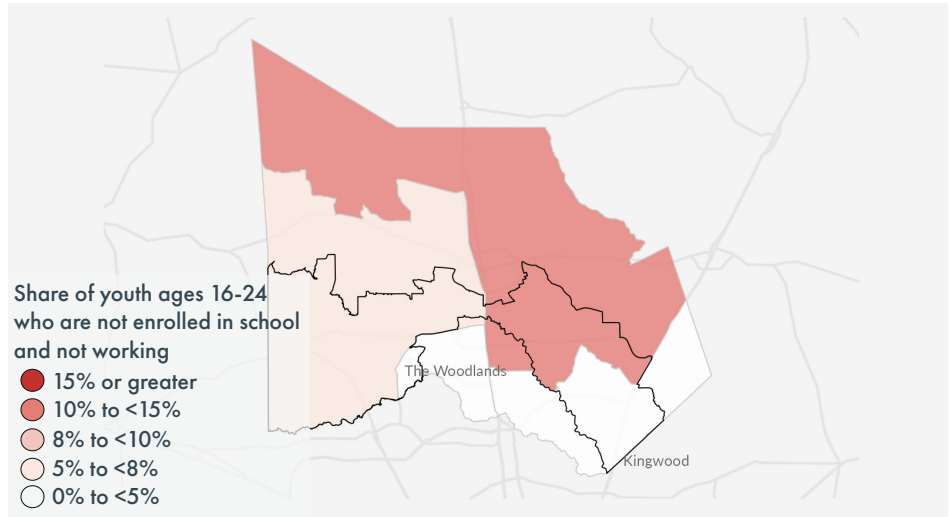 The Woodlands
Kingwood
Share of youth ages 16-24
who are not enrolled in school
and not working
15% or greater
10% to <15%
8% to <10%
5% to <8%
0% to <5%